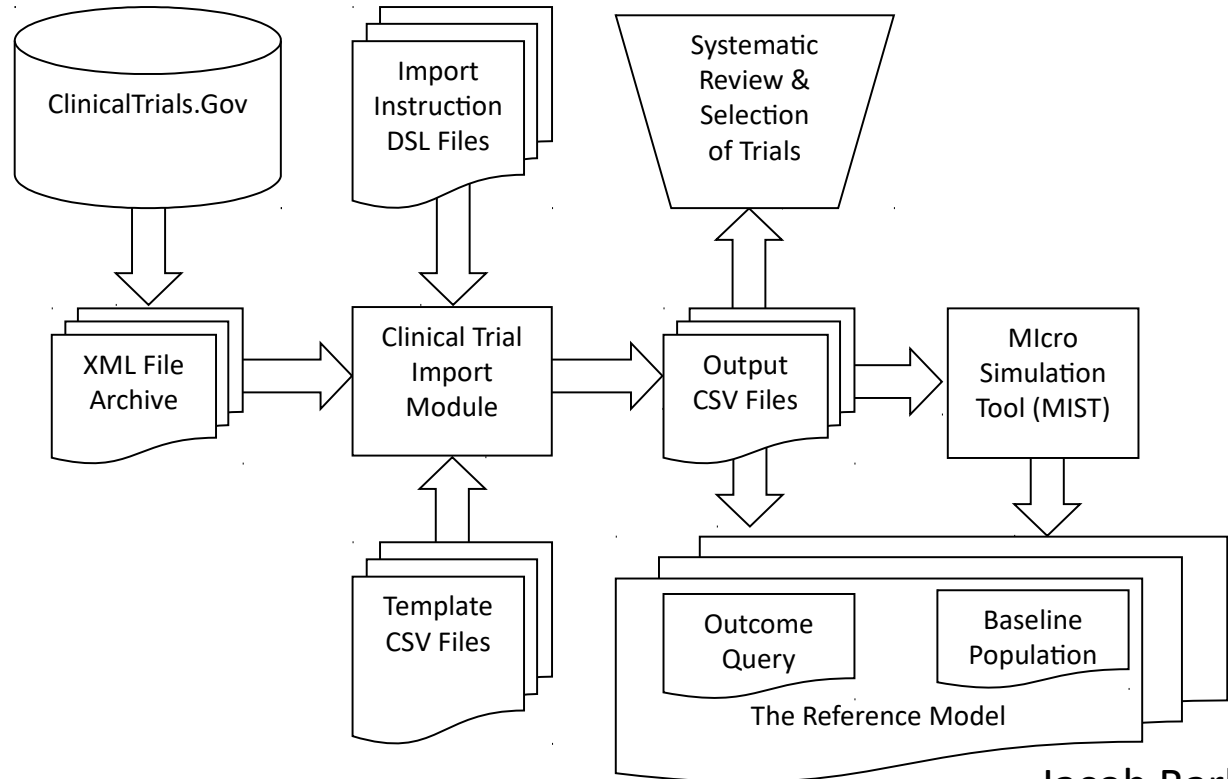 ClinicalTrials.Gov
Import
Instruction
DSL Files
Systematic
Review &
Selection
of Trials
XML File
Archive
Clinical Trial
Import
Module
Output
CSV Files
MIcro
Simulation
Tool (MIST)
Template
CSV Files
Outcome
Query
Baseline
Population
The Reference Model